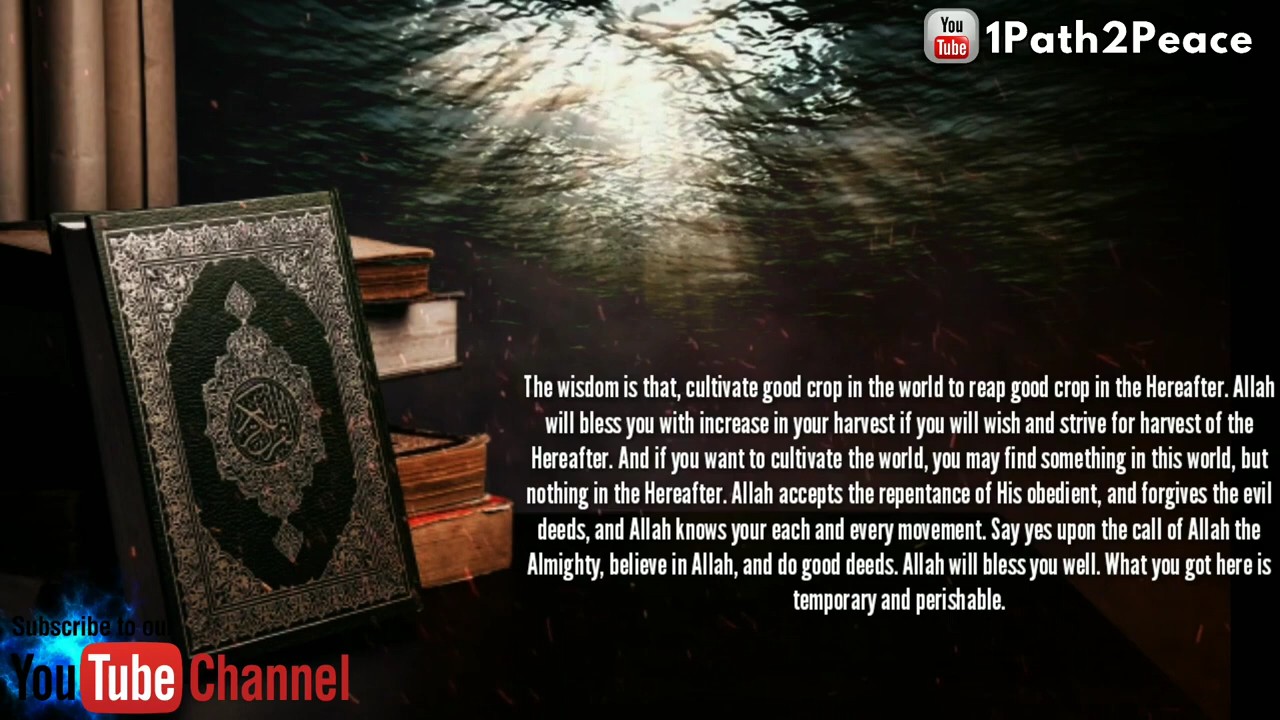 You
Tube
1Path2Peace
The wisdom is that, cultivate good crop in the world to reap good crop in the Hereafter. Allah
will bless you with increase in your harvest if you will wish and strive for harvest of the
Hereafter. And if you want to cultivate the world, you may find something in this world, but
nothing in the Hereafter. Allah accepts the repentance of His obedient, and forgives the evil
deeds, and Allah knows your each and every movement. Say yes upon the call of Allah the
Almighty, believe in Allah, and do good deeds. Allah will bless you well. What you got here is
temporary and perishable.
Subscribe to our
YouTube Channel